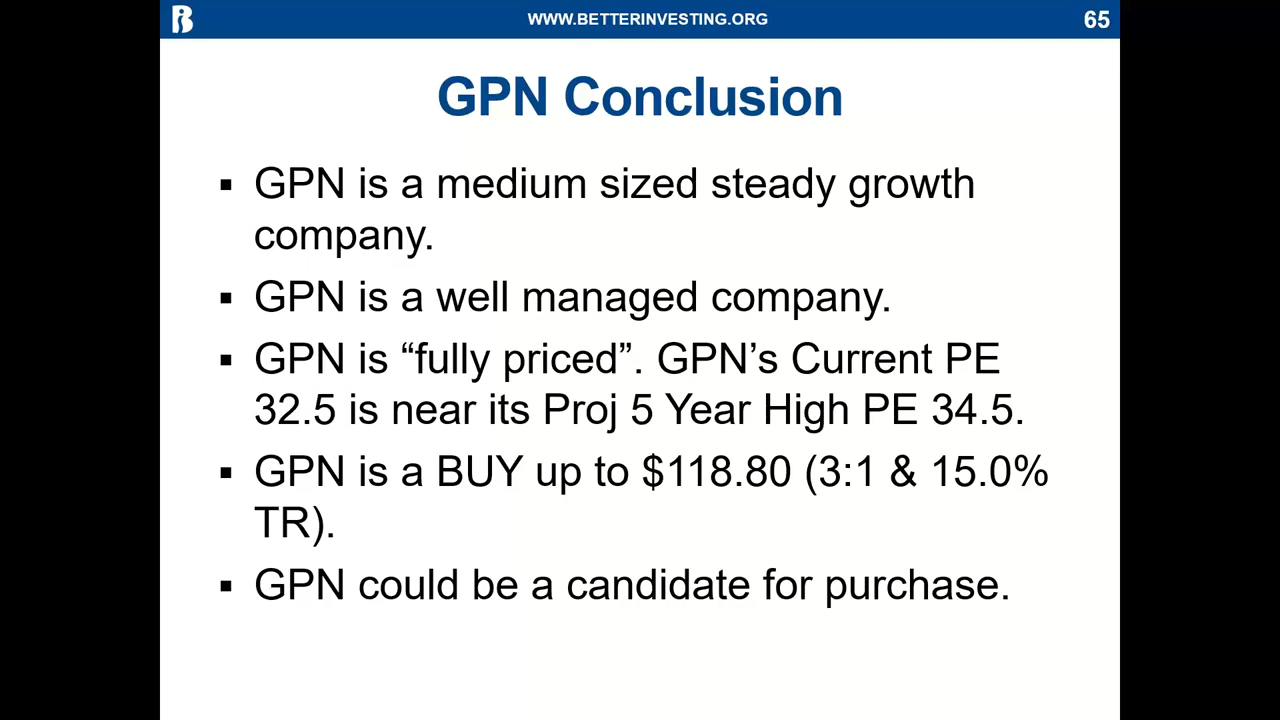 WWW.BETTERINVESTING.ORG
65
GPN Conclusion
▪ GPN is a medium sized steady growth
company.
▪ GPN is a well managed company.
▪ GPN is “fully priced”. GPN’s Current PE
32.5 is near its Proj 5 Year High PE 34.5.
▪ GPN is a BUY up to $118.80 (3:1 & 15.0%
TR).
▪ GPN could be a candidate for purchase.